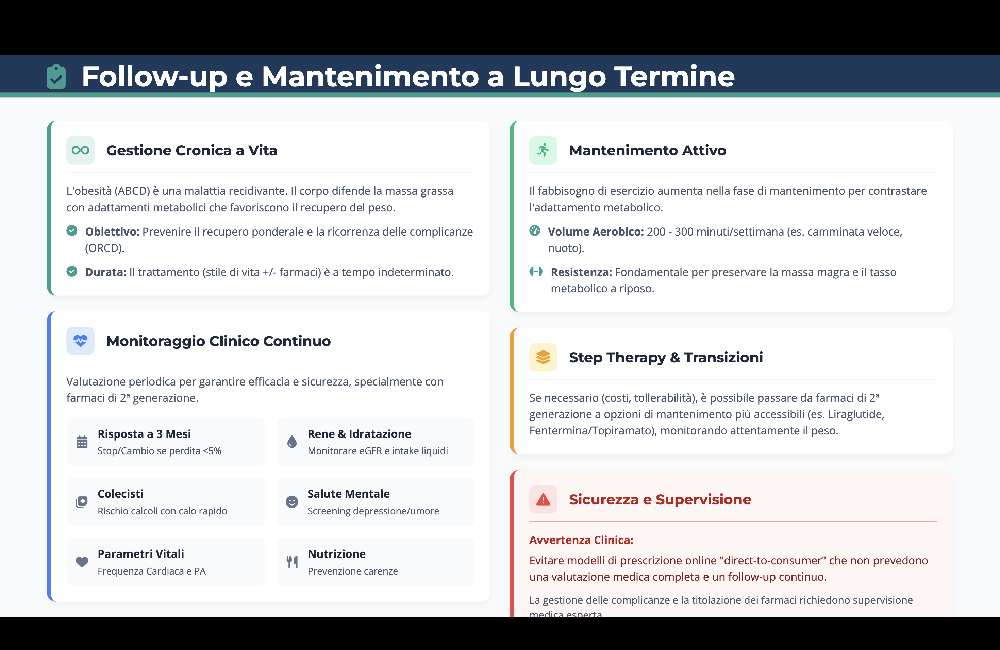 Follow-up e Mantenimento a Lungo Termine
Gestione Cronica a Vita
L'obesità (ABCD) è una malattia recidivante. Il corpo difende la massa grassa
con adattamenti metabolici che favoriscono il recupero del peso.
Obiettivo: Prevenire il recupero ponderale e la ricorrenza delle complicanze
(ORCD).
Durata: Il trattamento (stile di vita +/- farmaci) è a tempo indeterminato.
Monitoraggio Clinico Continuo
Valutazione periodica per garantire efficacia e sicurezza, specialmente con
farmaci di 2ª generazione.
Risposta a 3 Mesi
Stop/Cambio se perdita <5%
Rene & Idratazione
Monitorare eGFR e intake liquidi
Colecisti
Rischio calcoli con calo rapido
Salute Mentale
Screening depressione/umore
Parametri Vitali
Frequenza Cardiaca e PA
Nutrizione
Prevenzione carenze
Mantenimento Attivo
Il fabbisogno di esercizio aumenta nella fase di mantenimento per contrastare
l'adattamento metabolico.
Volume Aerobico: 200 - 300 minuti/settimana (es. camminata veloce,
nuoto).
Resistenza: Fondamentale per preservare la massa magra e il tasso
metabolico a riposo.
Step Therapy & Transizioni
Se necessario (costi, tollerabilità), è possibile passare da farmaci di 2ª
generazione a opzioni di mantenimento più accessibili (es. Liraglutide,
Fentermina/Topiramato), monitorando attentamente il peso.
Sicurezza e Supervisione
Avvertenza Clinica:
Evitare modelli di prescrizione online "direct-to-consumer" che non prevedono
una valutazione medica completa e un follow-up continuo.
La gestione delle complicanze e la titolazione dei farmaci richiedono supervisione
medica esperta